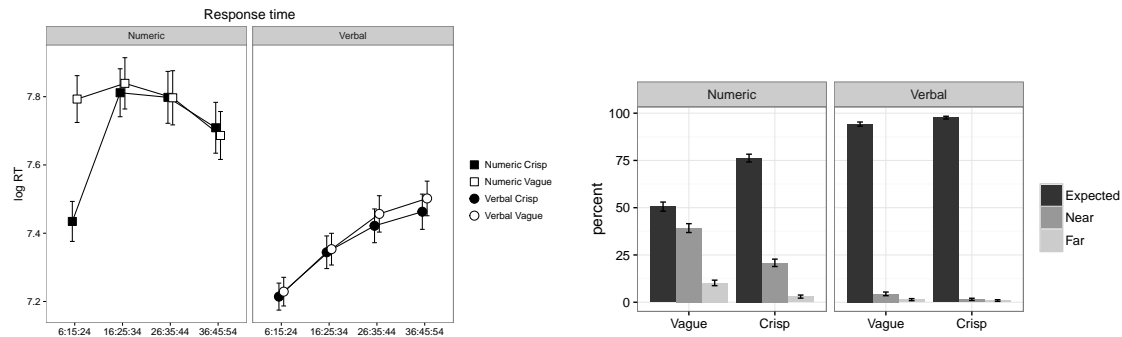 Response time
Numeric
Verbal
log RT
7.8
7.6
7.4
7.2
6:15:24 16:25:34 26:35:44 36:45:54
6:15:24 16:25:34 26:35:44 36:45:54
Numeric Crisp
Numeric Vague
Verbal Crisp
Verbal Vague
Numeric
Verbal
percent
100
75
50
25
0
Vague Crisp
Vague Crisp
Expected
Near
Far